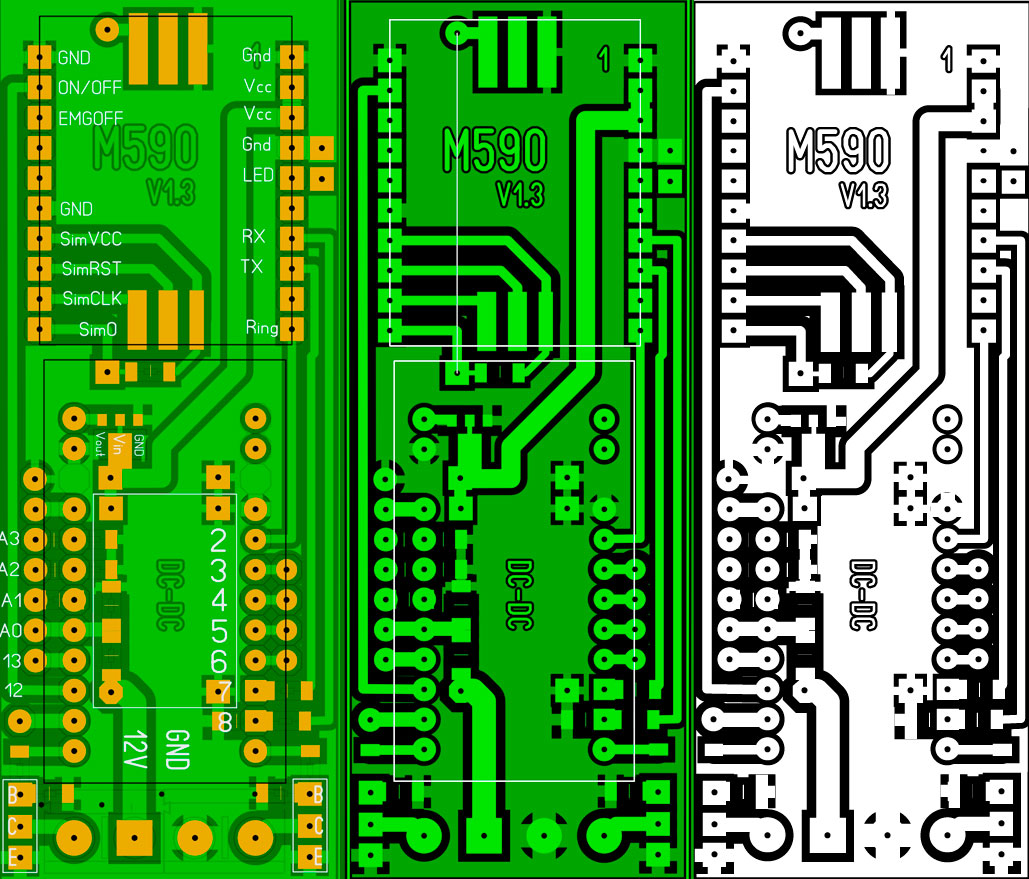 GND Gnd 1
ON/OFF Vcc
EMGOFF Vcc
M590 Gnd
V1.3 LED
GND
SimVCC RX
SimRST TX
SimCLK
SimO Ring
Vout Vin GND
A3 2
A2 3
A1 4
A0 5
13 6
12 7
8
DC-DC
12V GND
B B
C C
E E
1
M590
V1.3
DC-DC
1
M590
V1.3
DC-DC